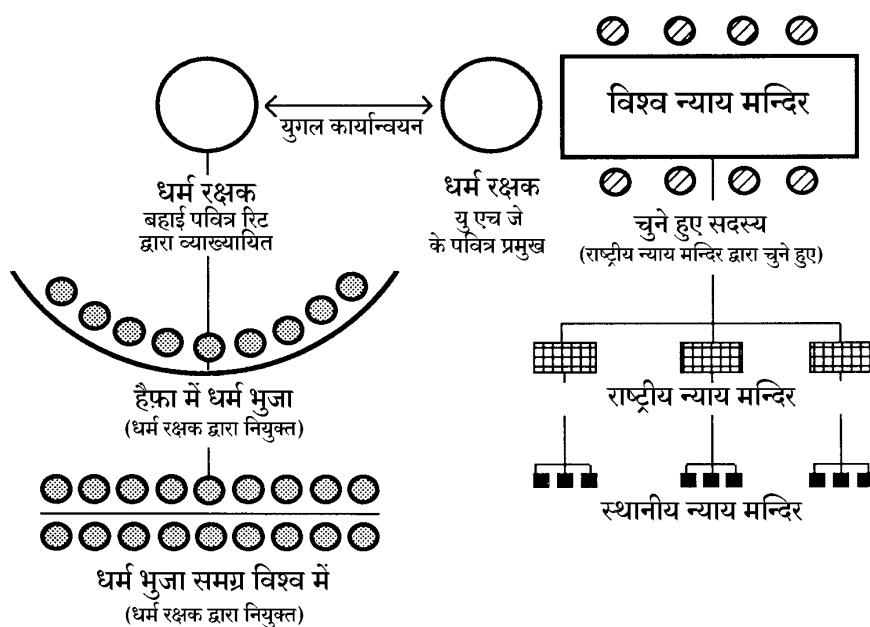 विश्व न्याय मन्दिर
युगल कार्यान्वयन
धर्म रक्षक
बहाई पवित्र रिट
द्वारा व्याख्यायित
धर्म रक्षक
यु एच जे
के पवित्र प्रमुख
चुने हुए सदस्य
(राष्ट्रीय न्याय मन्दिर द्वारा चुने हुए)
हैफ़ा में धर्म भुजा
(धर्म रक्षक द्वारा नियुक्त)
राष्ट्रीय न्याय मन्दिर
स्थानीय न्याय मन्दिर
धर्म भुजा समग्र विश्व में
(धर्म रक्षक द्वारा नियुक्त)